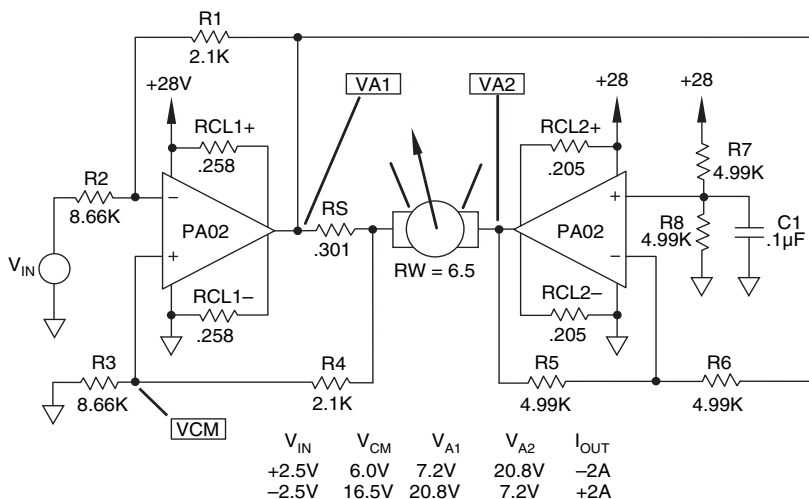 R1
2.1K
+28V
VA1
VA2
+28
+28
RCL1+
.258
RCL2+
.205
R7
4.99K
R2
8.66K
−
+
PA02
RS
.301
RW = 6.5
+
−
PA02
R8
4.99K
C1
.1µF
VIN
RCL1−
.258
RCL2−
.205
R3
8.66K
R4
2.1K
R5
4.99K
R6
4.99K
VCM
VIN VCM VA1 VA2 IOUT
+2.5V 6.0V 7.2V 20.8V −2A
−2.5V 16.5V 20.8V 7.2V +2A